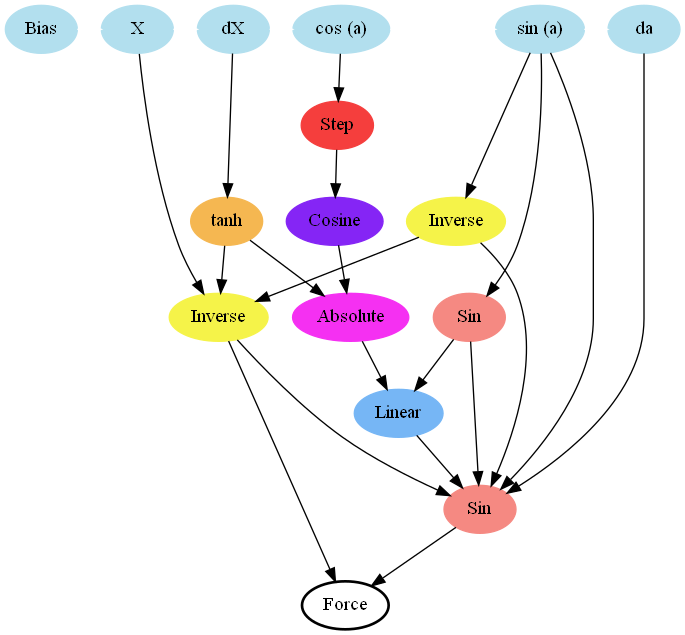 Bias
X
dX
cos (a)
sin (a)
da
Step
tanh
Cosine
Inverse
Inverse
Absolute
Sin
Linear
Sin
Force